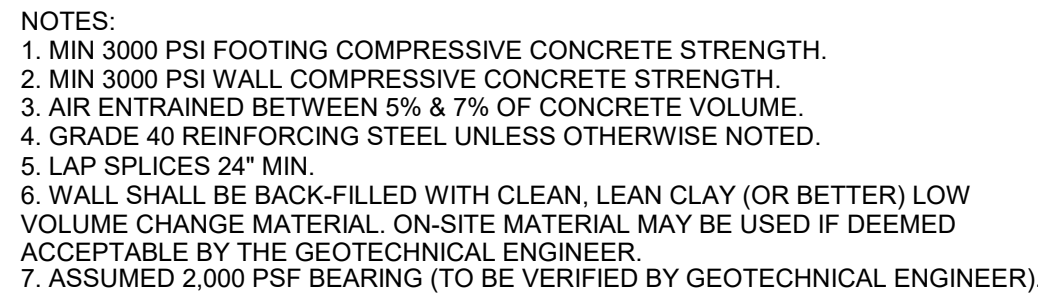 NOTES:
1. MIN 3000 PSI FOOTING COMPRESSIVE CONCRETE STRENGTH.
2. MIN 3000 PSI WALL COMPRESSIVE CONCRETE STRENGTH.
3. AIR ENTRAINED BETWEEN 5% & 7% OF CONCRETE VOLUME.
4. GRADE 40 REINFORCING STEEL UNLESS OTHERWISE NOTED.
5. LAP SPLICES 24" MIN.
6. WALL SHALL BE BACK-FILLED WITH CLEAN, LEAN CLAY (OR BETTER) LOW
VOLUME CHANGE MATERIAL. ON-SITE MATERIAL MAY BE USED IF DEEMED
ACCEPTABLE BY THE GEOTECHNICAL ENGINEER.
7. ASSUMED 2,000 PSF BEARING (TO BE VERIFIED BY GEOTECHNICAL ENGINEER).